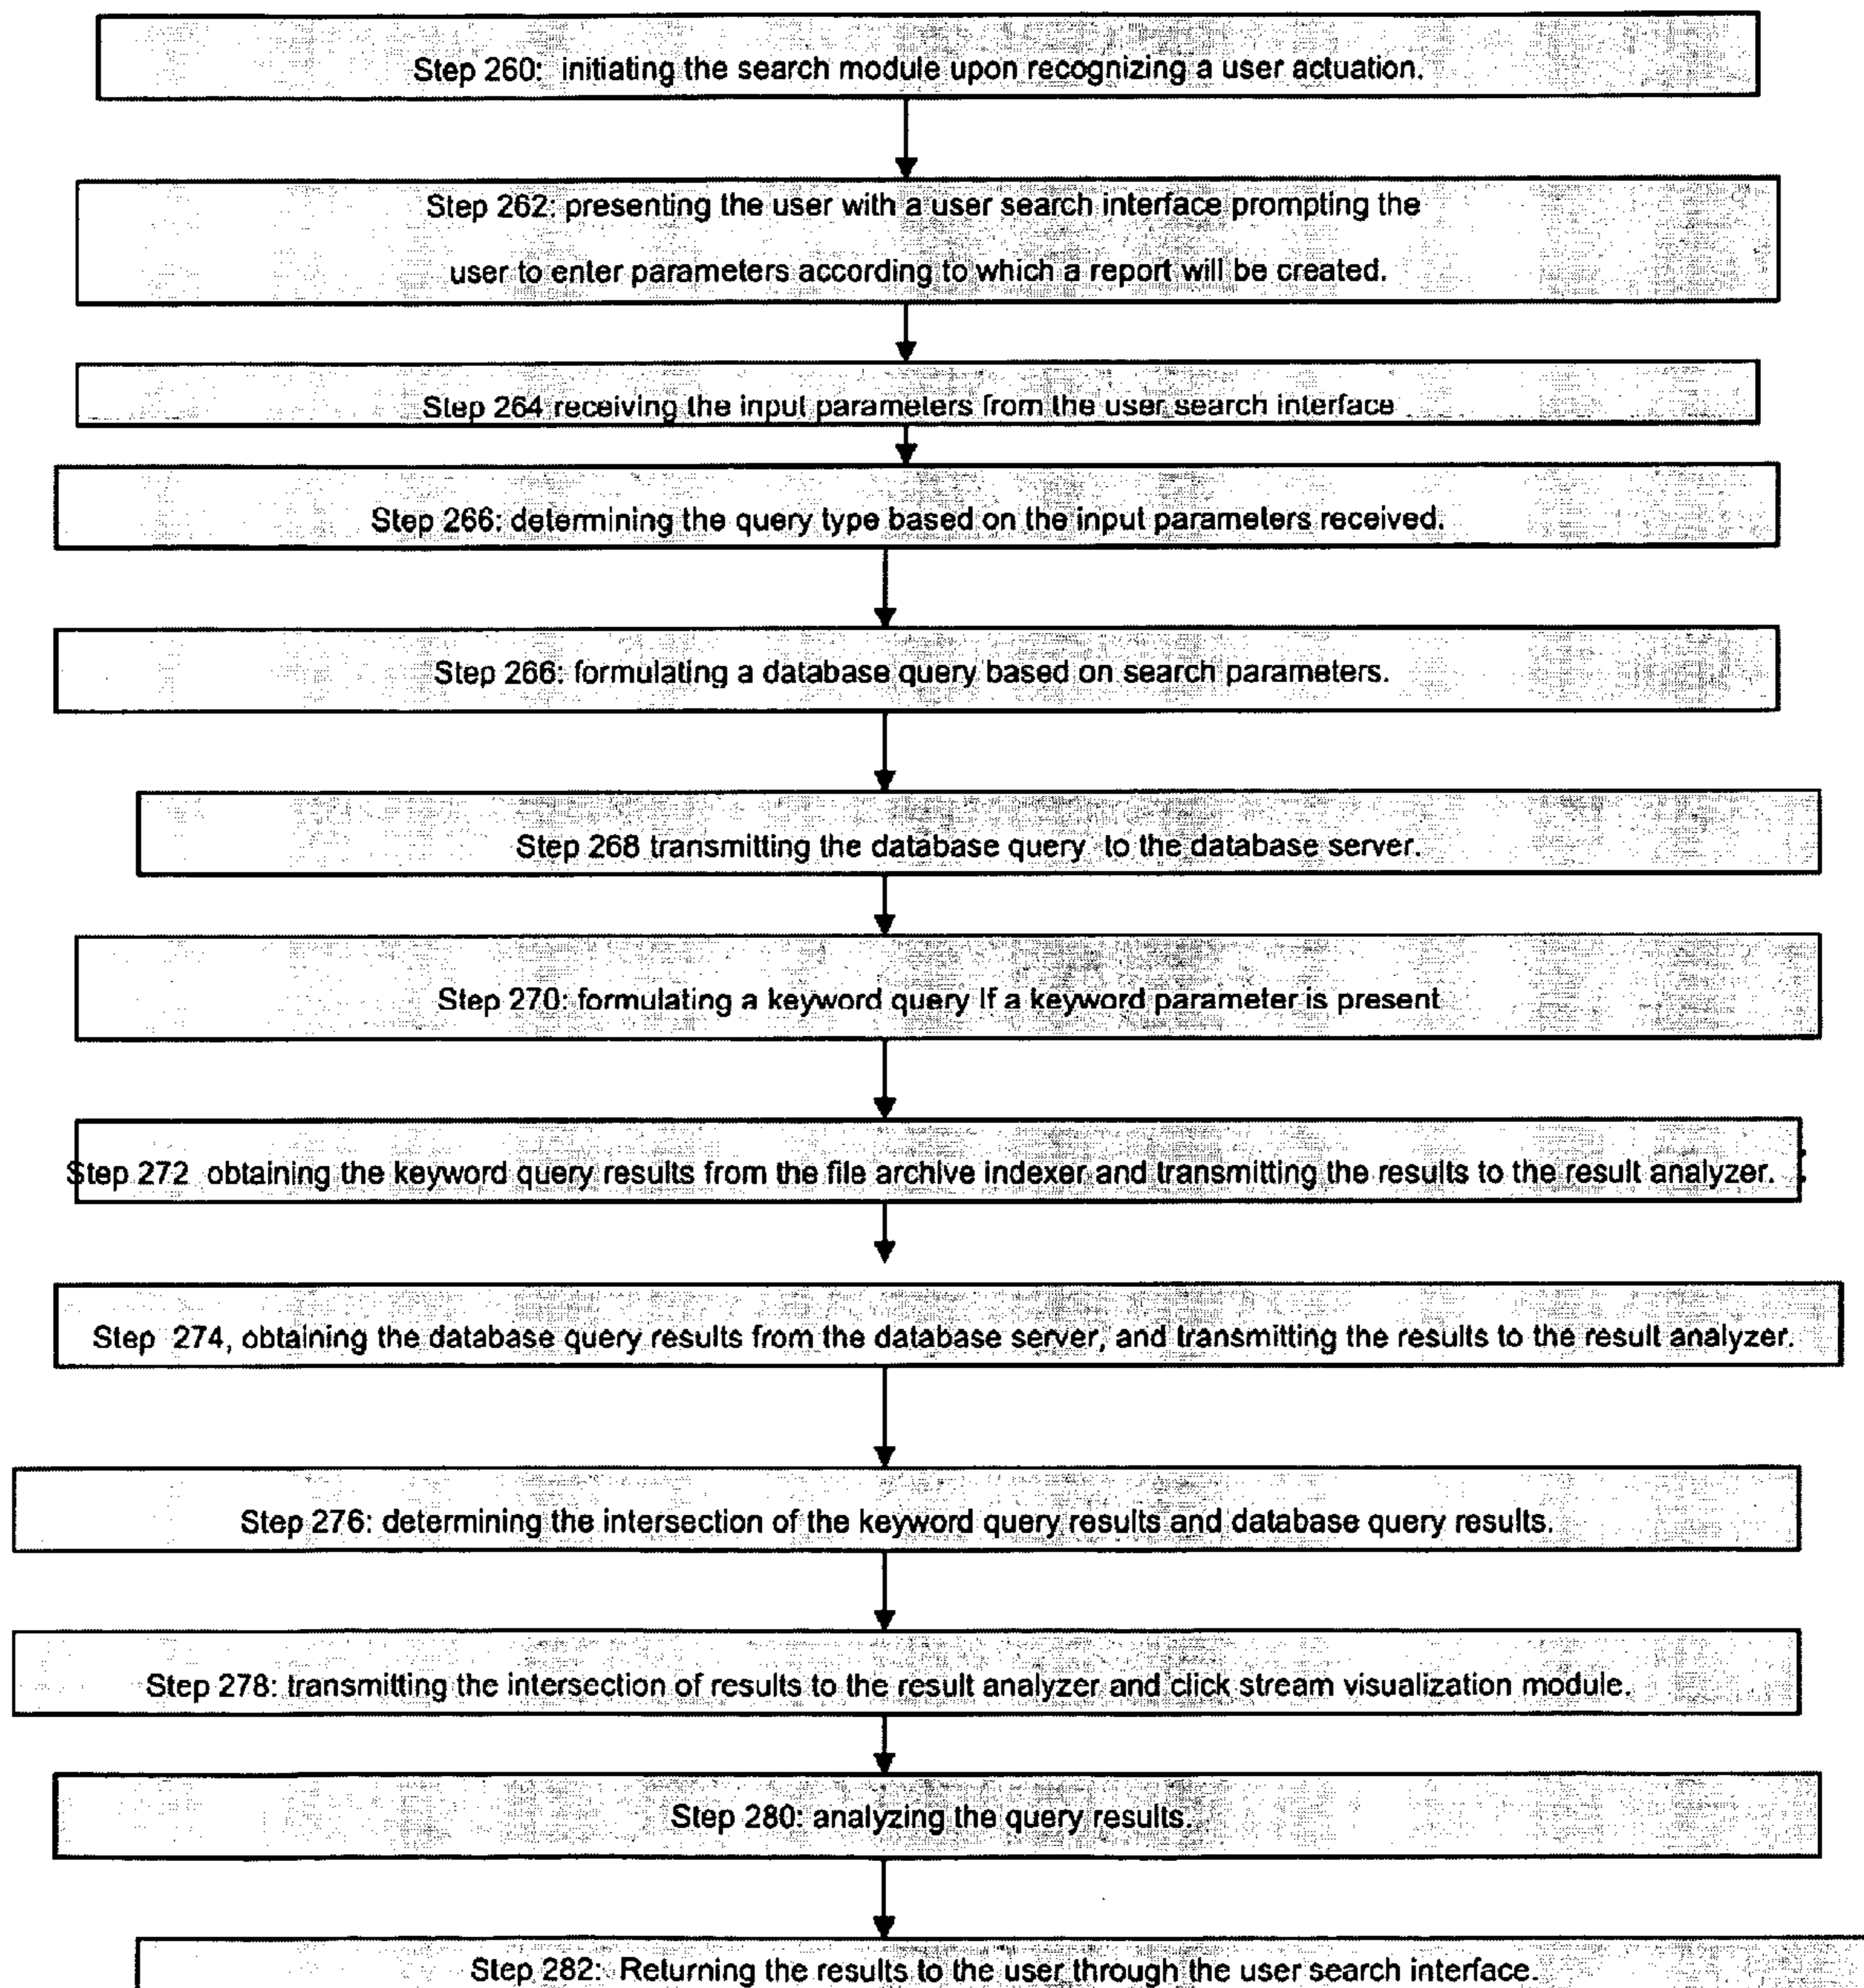 Step 260: initiating the search module upon recognizing a user actuation.
Step 262: presenting the user with a user search interface prompting the
user to enter parameters according to which a report will be created.
Step 264 receiving the input parameters from the user search interface
Step 266: determining the query type based on the input parameters received.
Step 266: formulating a database query based on search parameters.
Step 268 transmitting the database query to the database server.
Step 270: formulating a keyword query If a keyword parameter is present
Step 272 obtaining the keyword query results from the file archive indexer and transmitting the results to the result analyzer.
Step 274, obtaining the database query results from the database server, and transmitting the results to the result analyzer.
Step 276: determining the intersection of the keyword query results and database query results.
Step 278: transmitting the intersection of results to the result analyzer and click stream visualization module.
Step 280: analyzing the query results.
Step 282: Returning the results to the user through the user search interface.